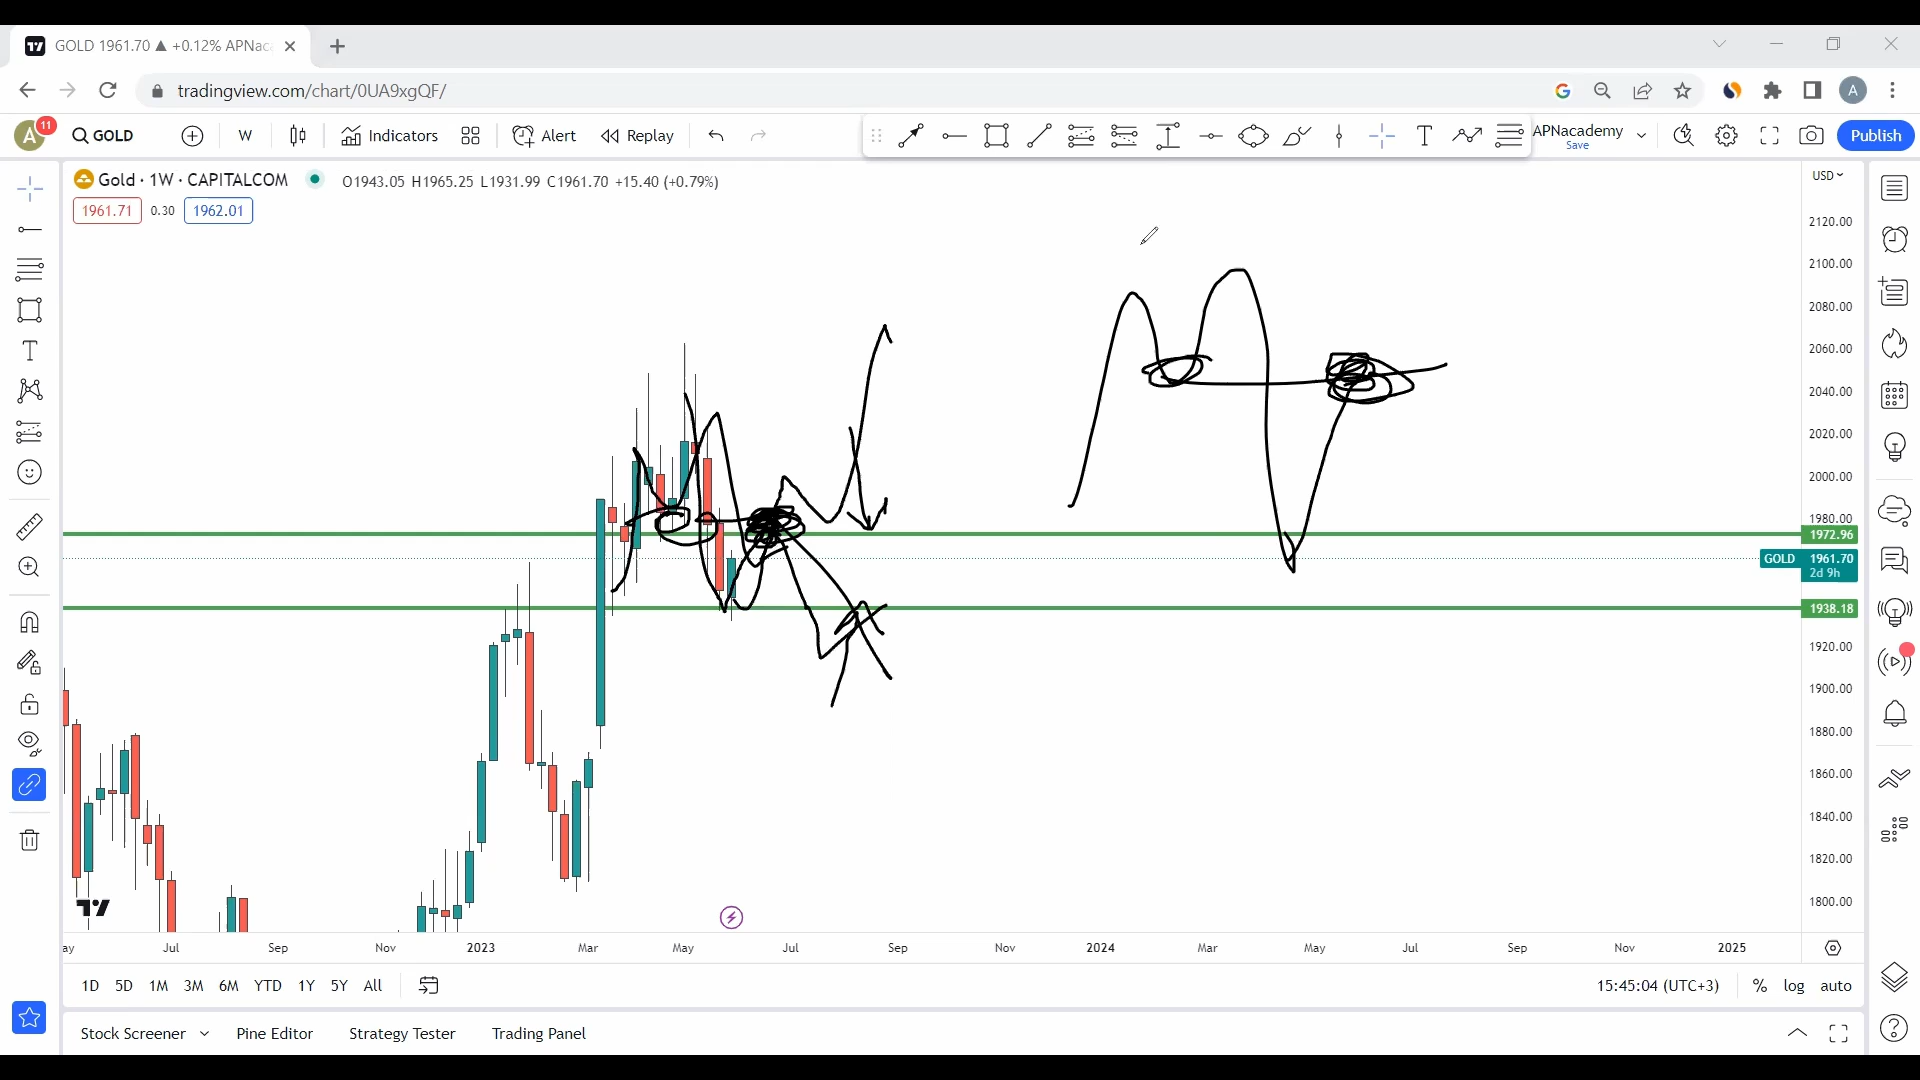 GOLD 1961.70 ▲ +0.12% APNac
tradingview.com/chart/0UA9xgQF/
A
A 11 GOLD W Indicators Alert Replay T APNacademy Save Publish
Gold · 1W · CAPITALCOM O1943.05 H1965.25 L1931.99 C1961.70 +15.40 (+0.79%)
USD
1961.71 0.30 1962.01
2120.00
2100.00
2080.00
2060.00
2040.00
2020.00
2000.00
1980.00
1972.96
GOLD 1961.70
2d 9h
1938.18
1920.00
1900.00
1880.00
1860.00
1840.00
1820.00
1800.00
ay Jul Sep Nov 2023 Mar May Jul Sep Nov 2024 Mar May Jul Sep Nov 2025
1D 5D 1M 3M 6M YTD 1Y 5Y All 15:45:04 (UTC+3) % log auto
Stock Screener Pine Editor Strategy Tester Trading Panel